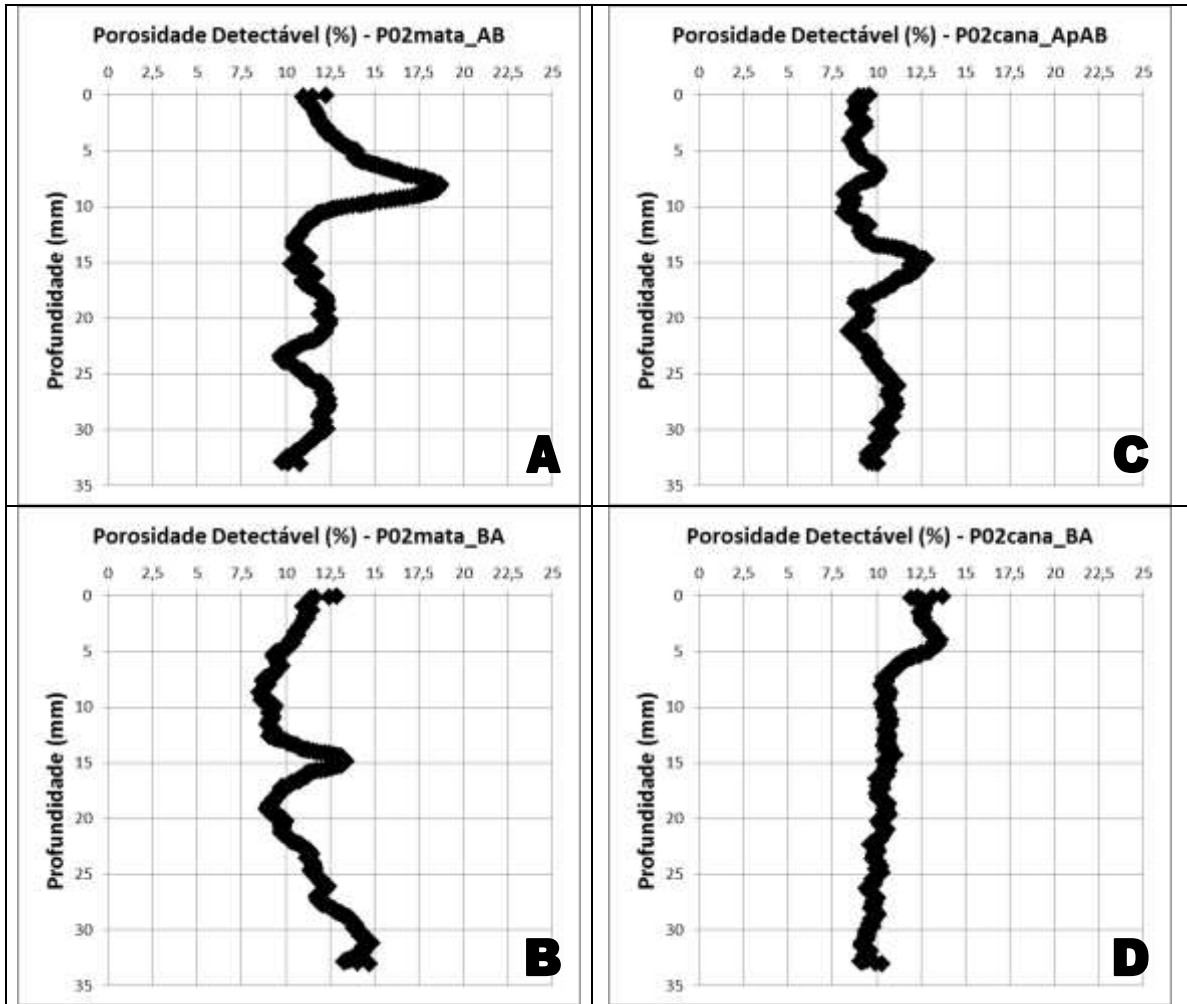 Porosidade Detectável (%) - P02mata_AB
0 2,5 5 7,5 10 12,5 15 17,5 20 22,5 25
Profundidade (mm)
0
5
10
15
20
25
30
35
A
Porosidade Detectável (%) - P02cana_ApAB
0 2,5 5 7,5 10 12,5 15 17,5 20 22,5 25
Profundidade (mm)
0
5
10
15
20
25
30
35
C
Porosidade Detectável (%) - P02mata_BA
0 2,5 5 7,5 10 12,5 15 17,5 20 22,5 25
Profundidade (mm)
0
5
10
15
20
25
30
35
B
Porosidade Detectável (%) - P02cana_BA
0 2,5 5 7,5 10 12,5 15 17,5 20 22,5 25
Profundidade (mm)
0
5
10
15
20
25
30
35
D